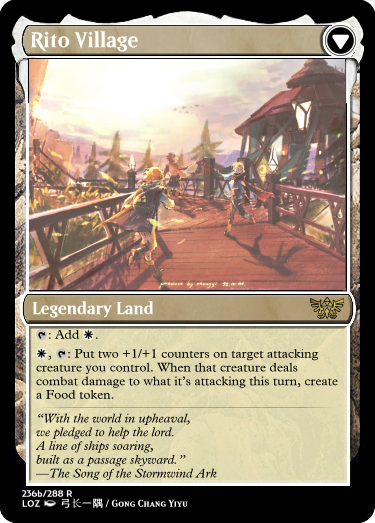 Rito Village
Legendary Land
: Add .
, : Put two +1/+1 counters on target attacking
creature you control. When that creature deals
combat damage to what it's attacking this turn, create
a Food token.
“With the world in upheaval,
we pledged to help the lord.
A line of ships soaring,
built as a passage skyward.”
—The Song of the Stormwind Ark
236b/288 R
LOZ 弓长一隅 / Gong Chang Yiyu